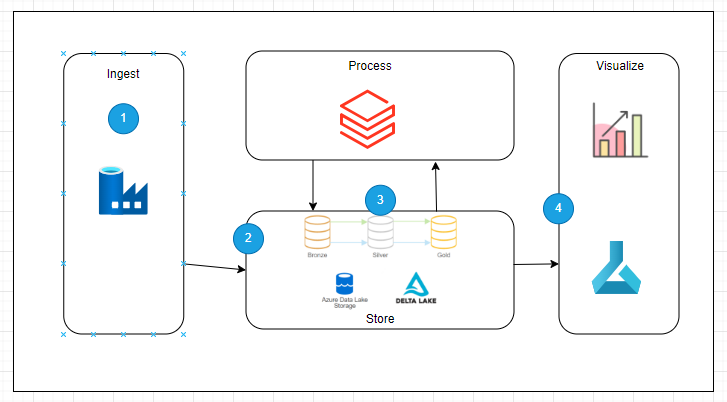 Ingest
1
Process
Visualize
2
3
4
Bronze
Silver
Gold
Azure Data Lake
Storage
DELTA LAKE
Store